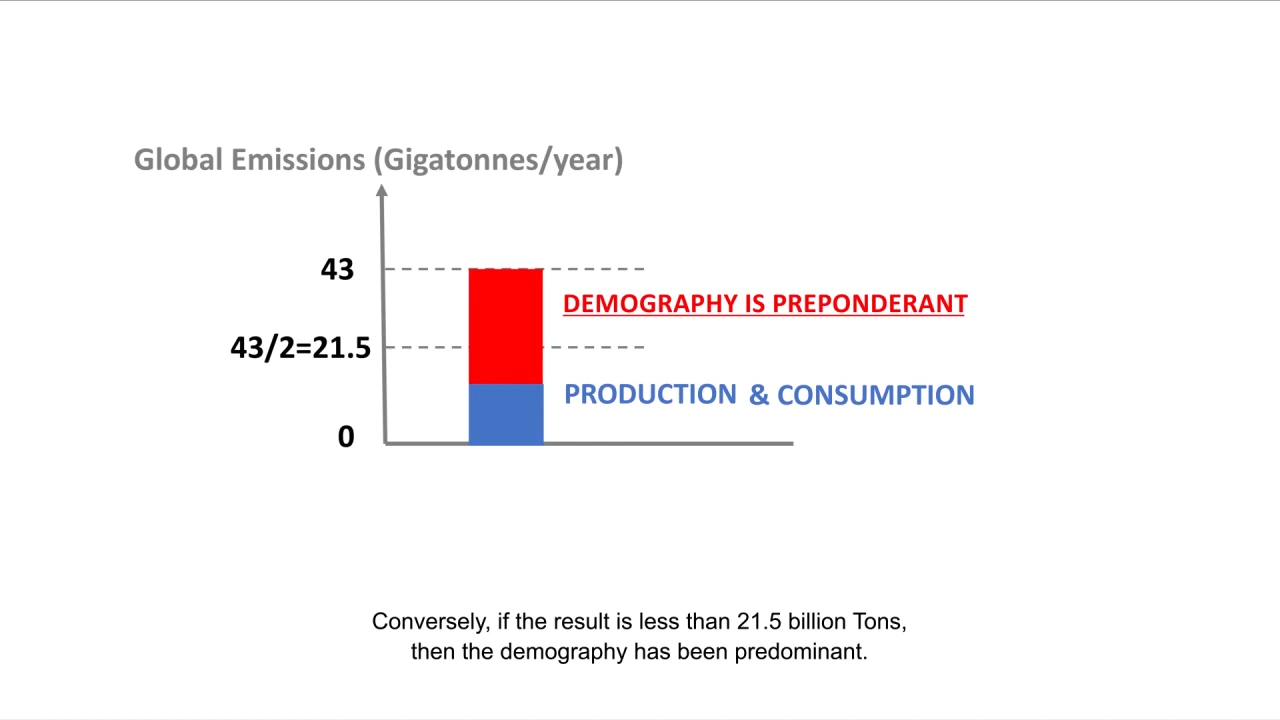 Global Emissions (Gigatonnes/year)
43
DEMOGRAPHY IS PREPONDERANT
43/2=21.5
PRODUCTION & CONSUMPTION
0
Conversely, if the result is less than 21.5 billion Tons,
then the demography has been predominant.